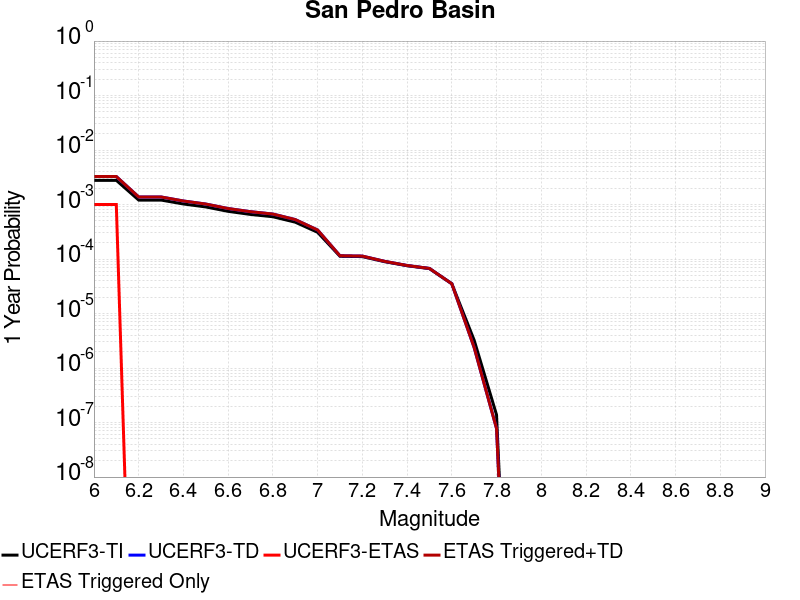 San Pedro Basin
1 Year Probability
10^0
10^-1
10^-2
10^-3
10^-4
10^-5
10^-6
10^-7
10^-8
6 6.2 6.4 6.6 6.8 7 7.2 7.4 7.6 7.8 8 8.2 8.4 8.6 8.8 9
Magnitude
UCERF3-TI UCERF3-TD UCERF3-ETAS ETAS Triggered+TD
ETAS Triggered Only